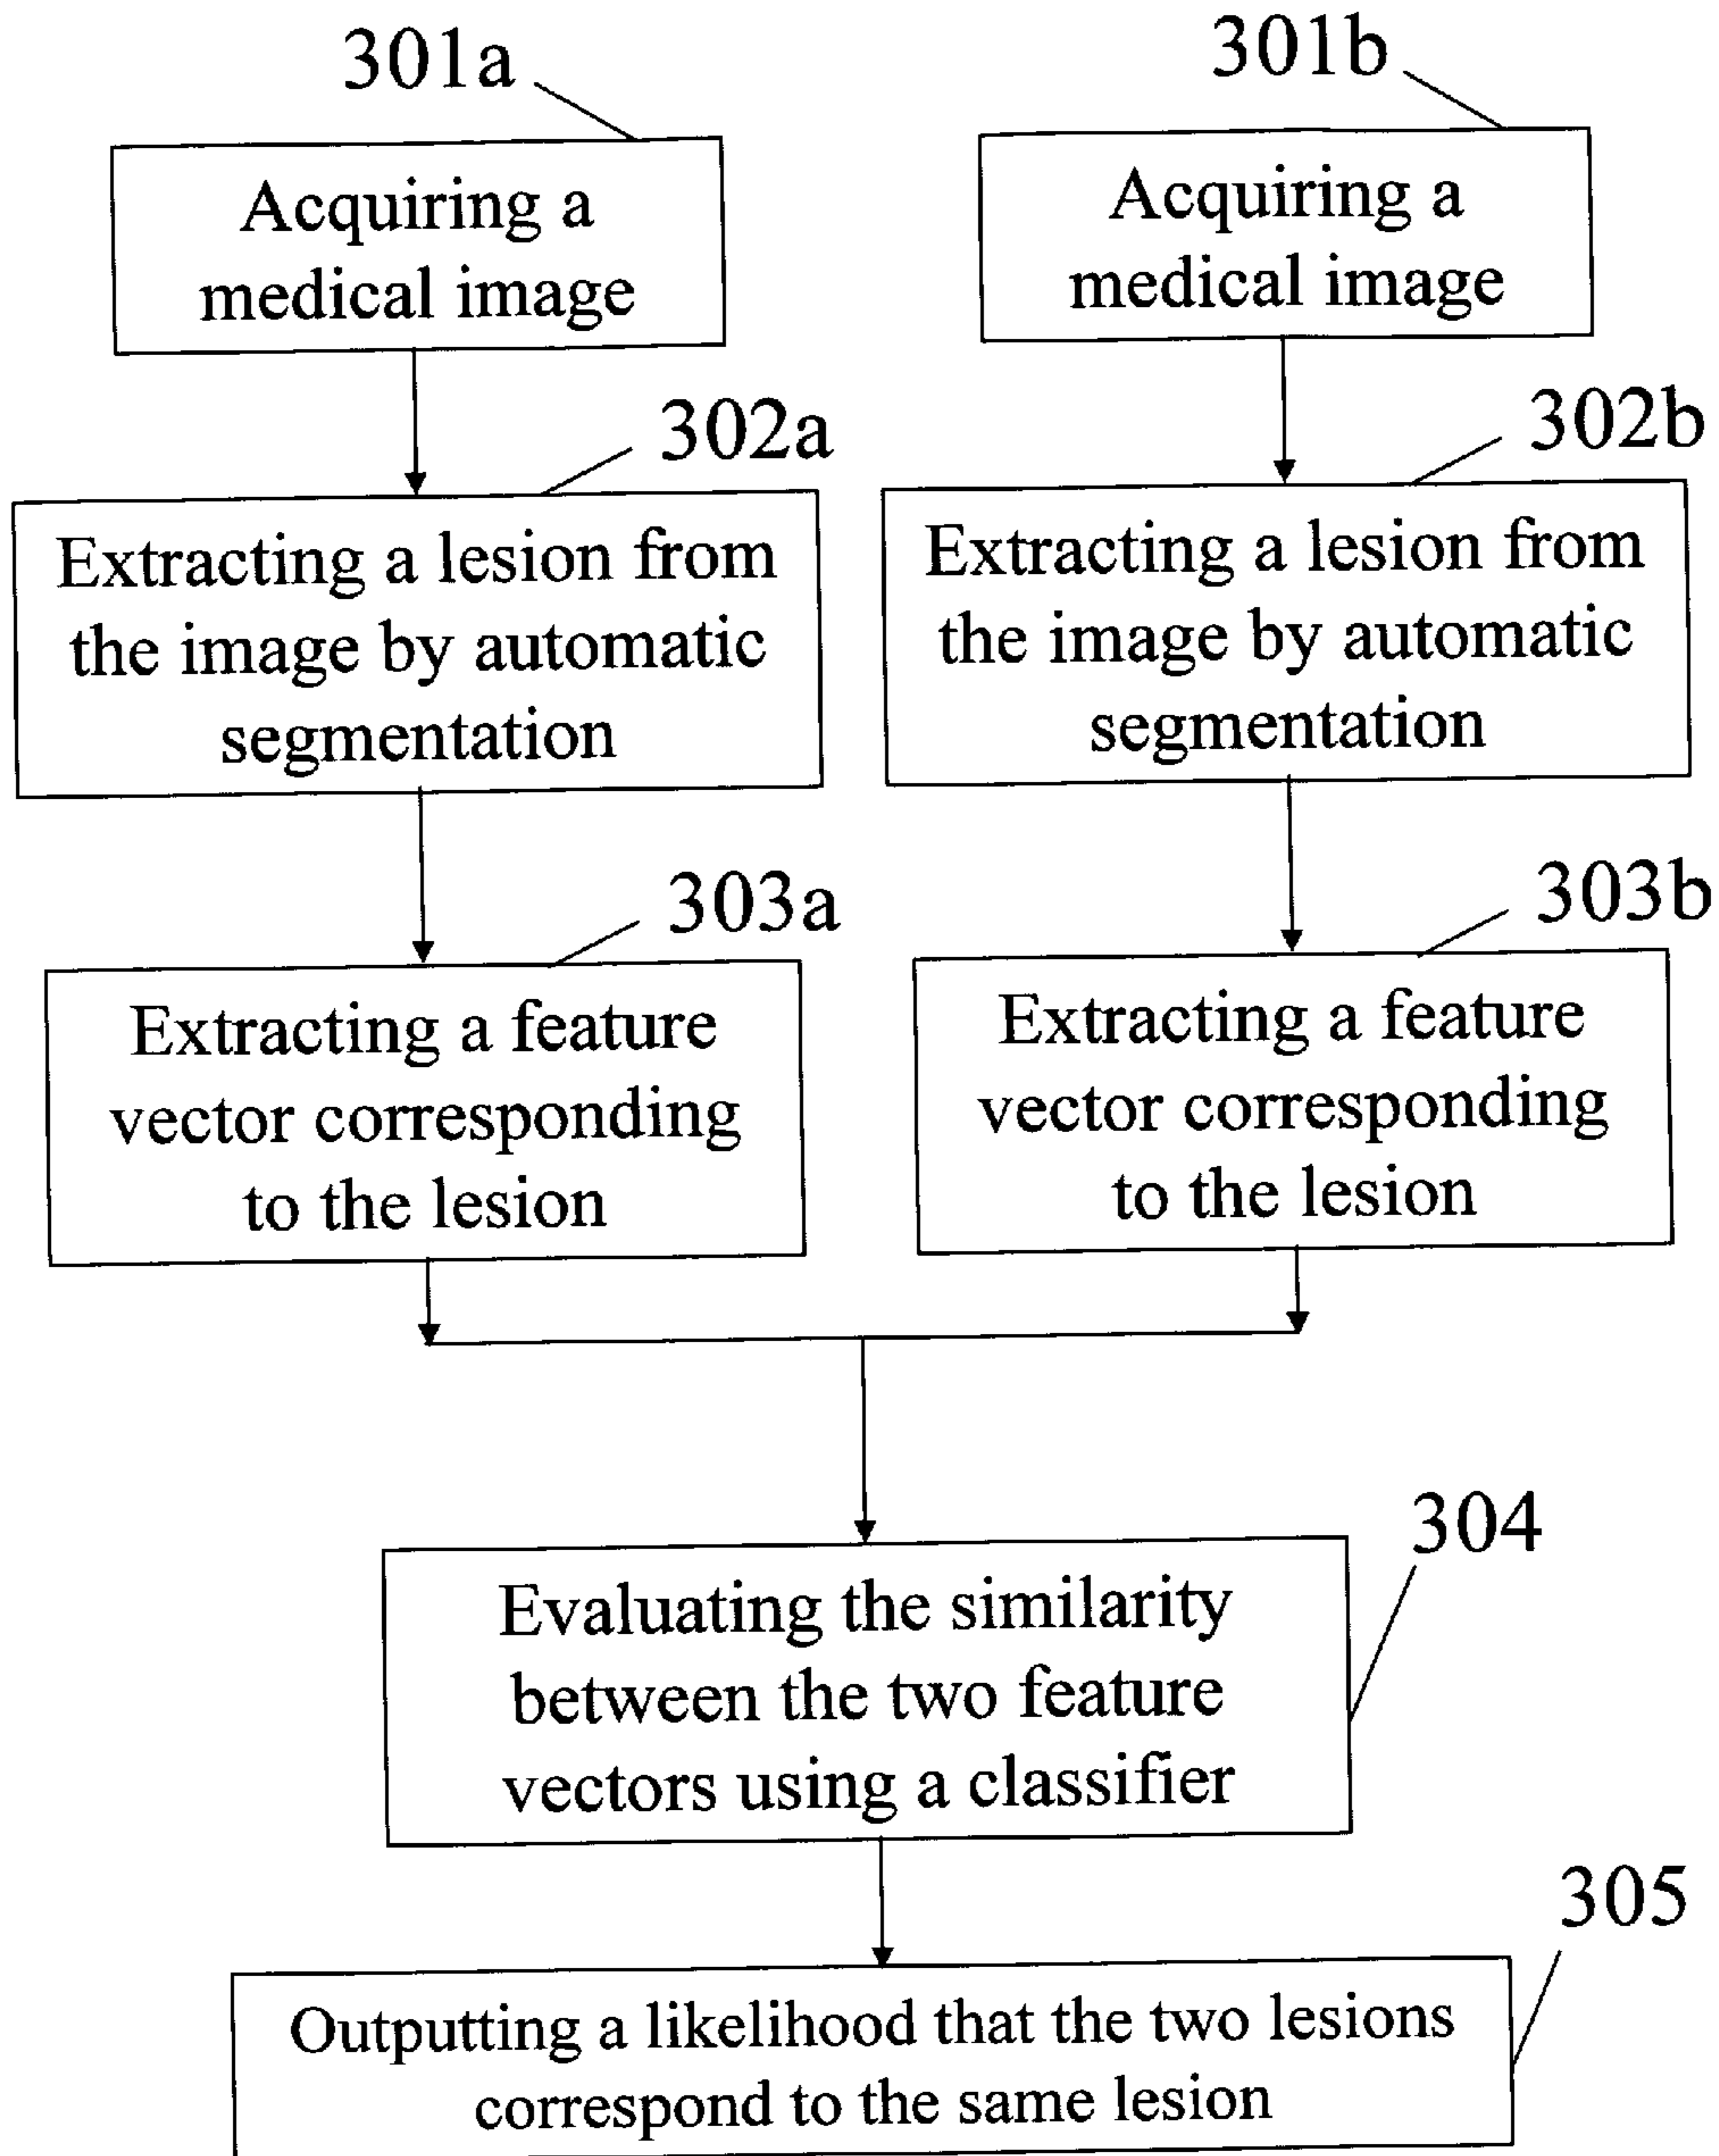 301a
301b
Acquiring a
medical image
Acquiring a
medical image
302a
302b
Extracting a lesion from
the image by automatic
segmentation
Extracting a lesion from
the image by automatic
segmentation
303a
303b
Extracting a feature
vector corresponding
to the lesion
Extracting a feature
vector corresponding
to the lesion
304
Evaluating the similarity
between the two feature
vectors using a classifier
305
Outputting a likelihood that the two lesions
correspond to the same lesion